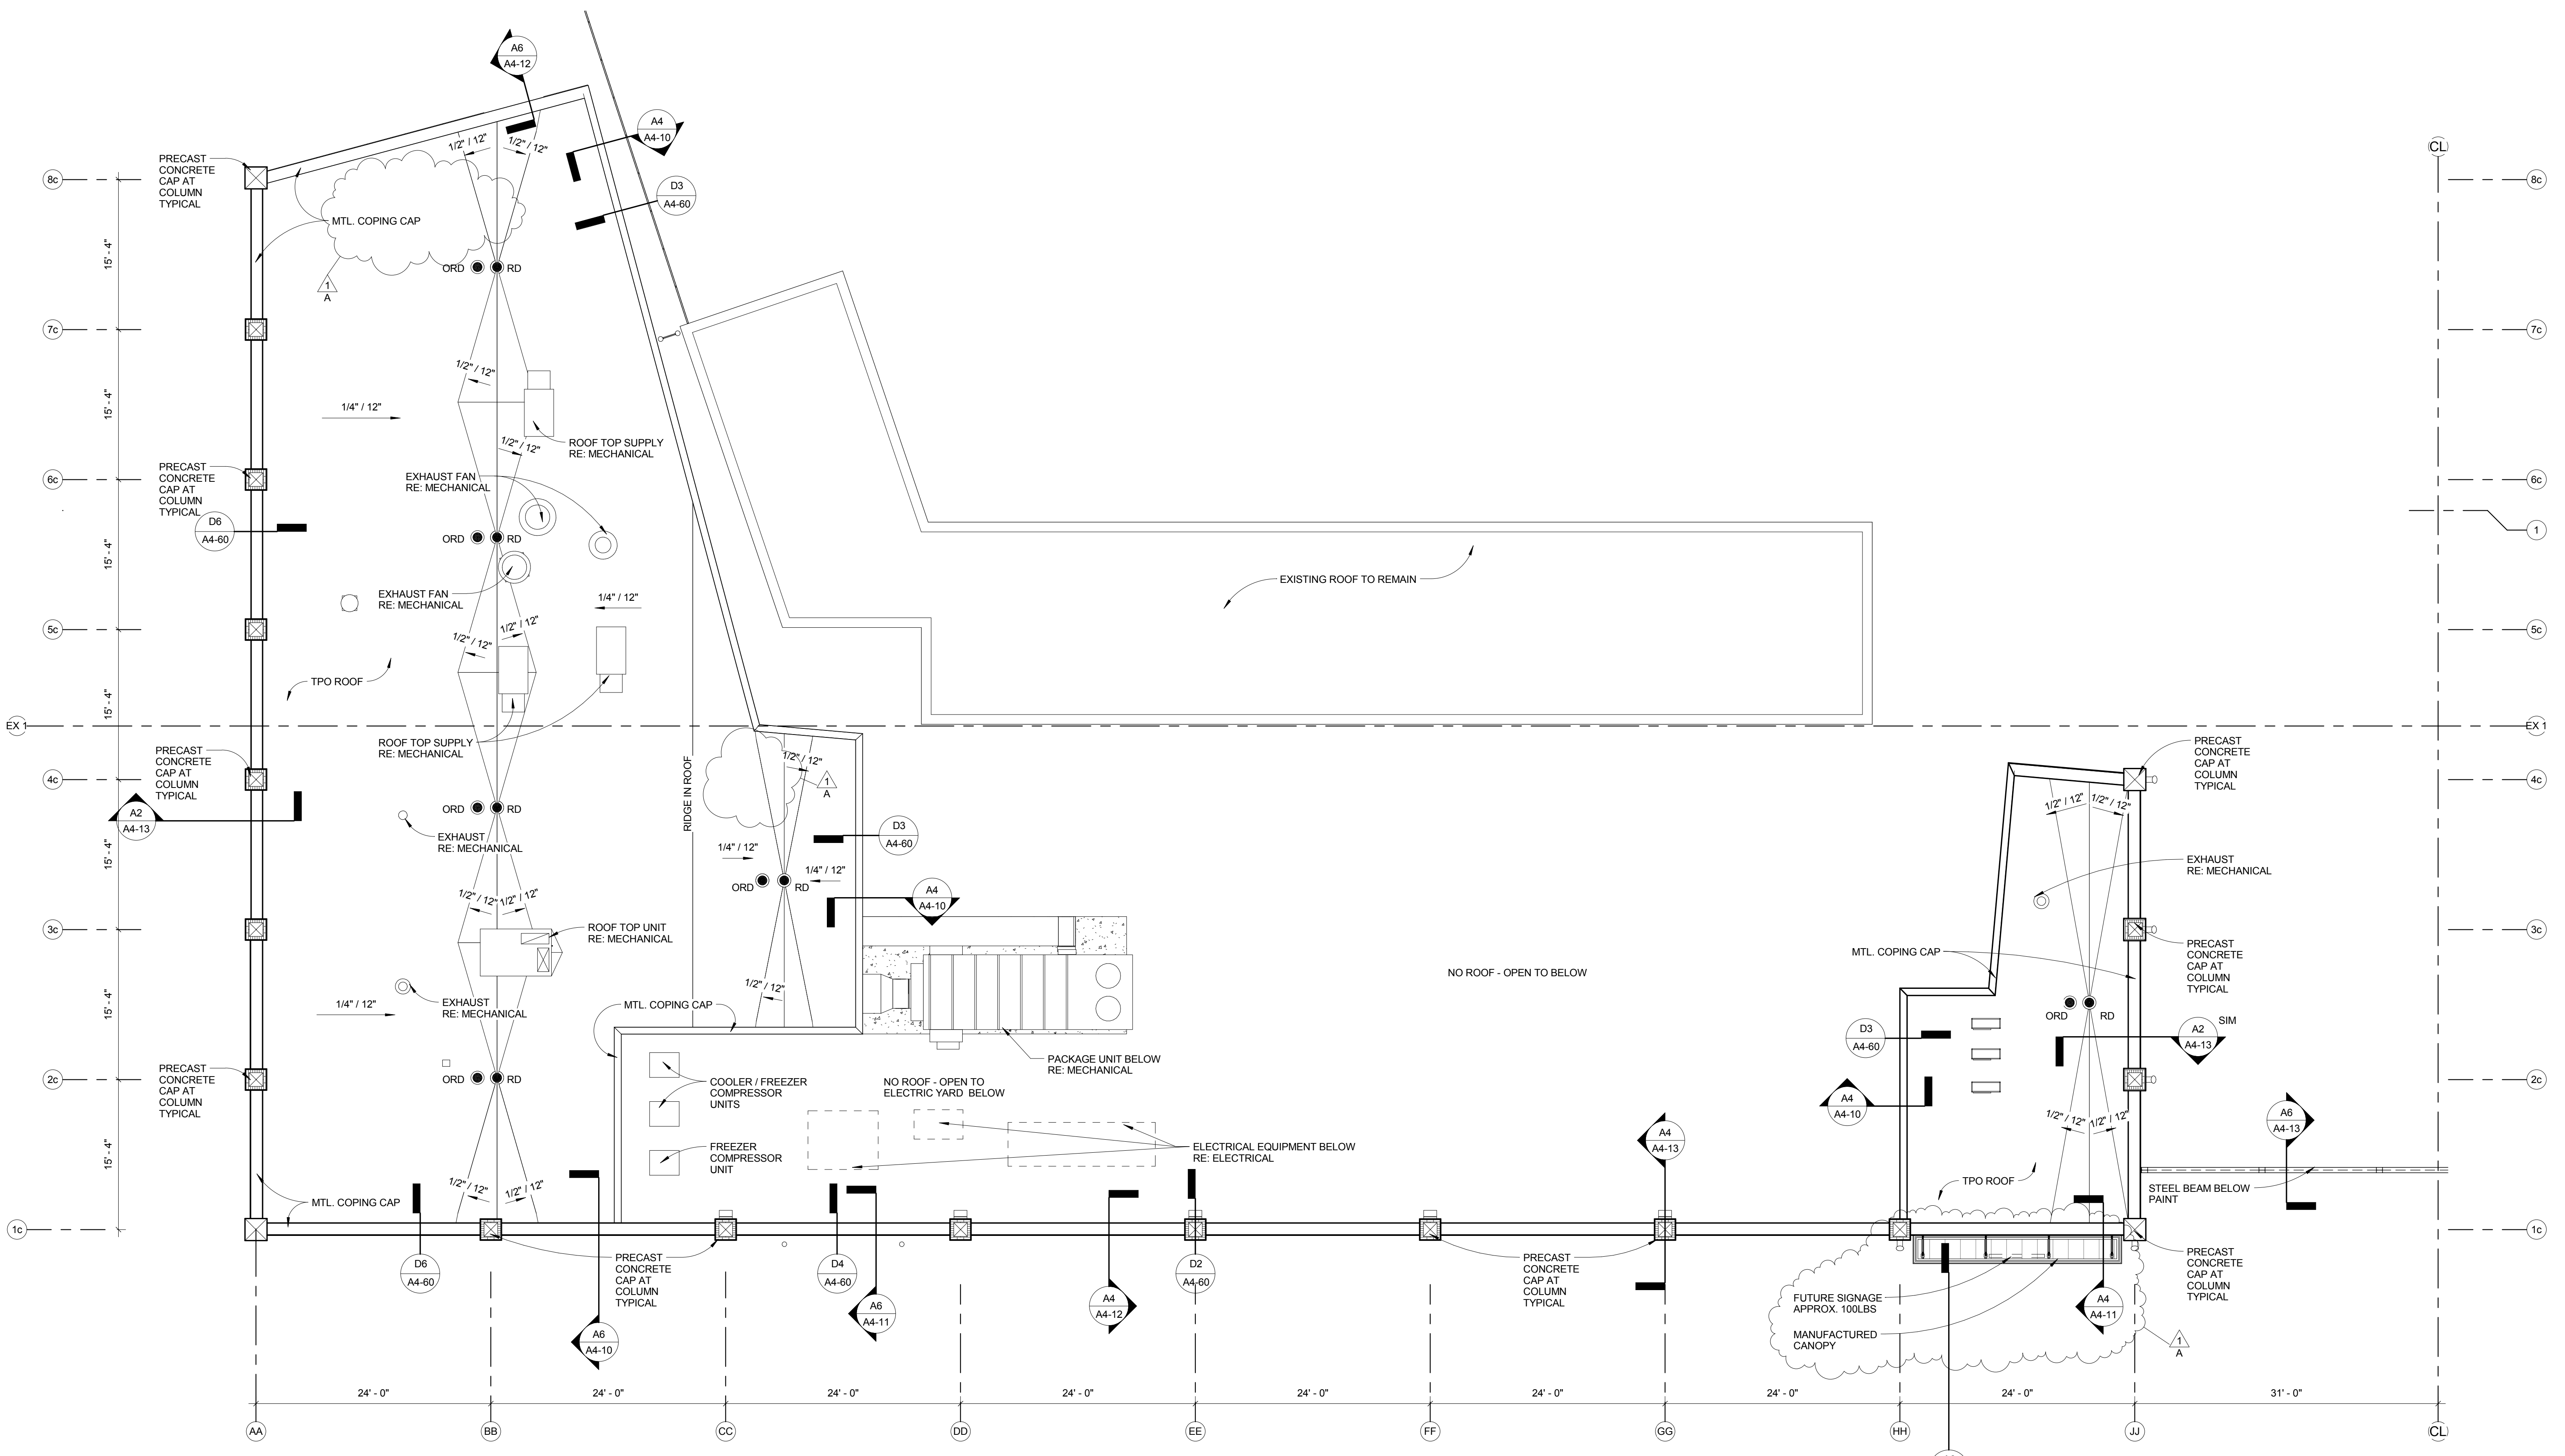 A6
A4-12
A4
A4-10
D3
A4-60
CL
8c
PRECAST
CONCRETE
CAP AT
COLUMN
TYPICAL
1/2" / 12"
1/2" / 12"
8c
MTL. COPING CAP
15' - 4"
ORD
RD
1
A
7c
7c
1/2" / 12"
15' - 4"
1/4" / 12"
ROOF TOP SUPPLY
RE: MECHANICAL
1/2" / 12"
6c
PRECAST
CONCRETE
CAP AT
COLUMN
TYPICAL
EXHAUST FAN
RE: MECHANICAL
6c
D6
A4-60
ORD
RD
1
15' - 4"
EXISTING ROOF TO REMAIN
EXHAUST FAN
RE: MECHANICAL
1/4" / 12"
5c
1/2" / 12"
1/2" / 12"
5c
TPO ROOF
15' - 4"
EX 1
EX 1
ROOF TOP SUPPLY
RE: MECHANICAL
PRECAST
CONCRETE
CAP AT
COLUMN
TYPICAL
4c
RIDGE IN ROOF
1/2" / 12"
1
A
PRECAST
CONCRETE
CAP AT
COLUMN
TYPICAL
4c
A2
A4-13
ORD
RD
1/2" / 12"
1/2" / 12"
EXHAUST
RE: MECHANICAL
D3
A4-60
15' - 4"
1/4" / 12"
1/4" / 12"
ORD
RD
EXHAUST
RE: MECHANICAL
A4
A4-10
1/2" / 12"
1/2" / 12"
3c
ROOF TOP UNIT
RE: MECHANICAL
3c
MTL. COPING CAP
PRECAST
CONCRETE
CAP AT
COLUMN
TYPICAL
NO ROOF - OPEN TO BELOW
1/2" / 12"
15' - 4"
1/4" / 12"
EXHAUST
RE: MECHANICAL
MTL. COPING CAP
ORD
RD
D3
A4-60
A2
A4-13
SIM
PACKAGE UNIT BELOW
RE: MECHANICAL
2c
PRECAST
CONCRETE
CAP AT
COLUMN
TYPICAL
ORD
RD
COOLER / FREEZER
COMPRESSOR
UNITS
NO ROOF - OPEN TO
ELECTRIC YARD BELOW
2c
A4
A4-10
1/2" / 12"
1/2" / 12"
A6
A4-13
15' - 4"
FREEZER
COMPRESSOR
UNIT
ELECTRICAL EQUIPMENT BELOW
RE: ELECTRICAL
A4
A4-13
1/2" / 12"
1/2" / 12"
MTL. COPING CAP
TPO ROOF
STEEL BEAM BELOW
PAINT
1c
1c
D6
A4-60
PRECAST
CONCRETE
CAP AT
COLUMN
TYPICAL
D4
A4-60
D2
A4-60
PRECAST
CONCRETE
CAP AT
COLUMN
TYPICAL
PRECAST
CONCRETE
CAP AT
COLUMN
TYPICAL
A6
A4-10
A6
A4-11
A4
A4-12
FUTURE SIGNAGE
APPROX. 100LBS
A4
A4-11
MANUFACTURED
CANOPY
1
A
24' - 0"
24' - 0"
24' - 0"
24' - 0"
24' - 0"
24' - 0"
24' - 0"
24' - 0"
31' - 0"
AA
BB
CC
DD
EE
FF
GG
HH
JJ
CL